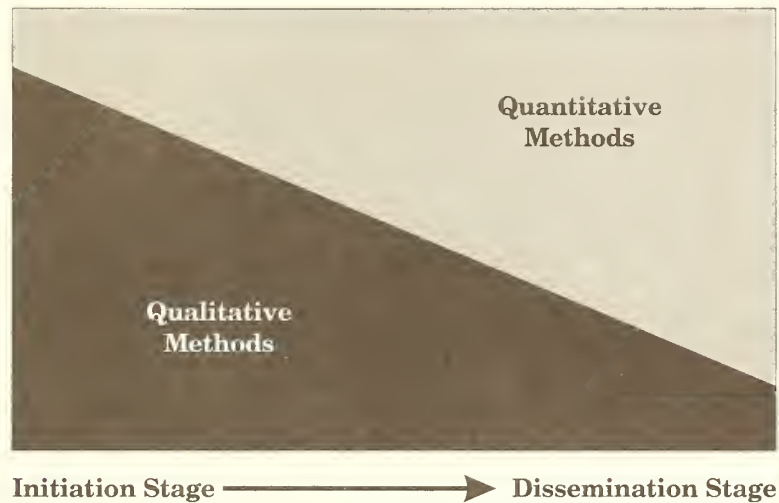 Quantitative
Methods
Qualitative
Methods
Initiation Stage
Dissemination Stage